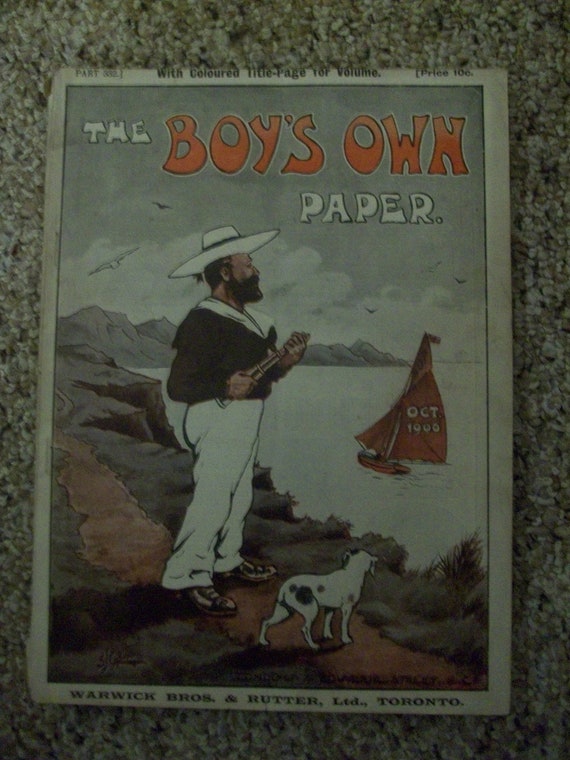 PART 332.] With Coloured Title-Page for Volume. [Price 10c.
THE BOY'S OWN
PAPER.
OCT.
1906
WARWICK BROS. & RUTTER, Ltd., TORONTO.